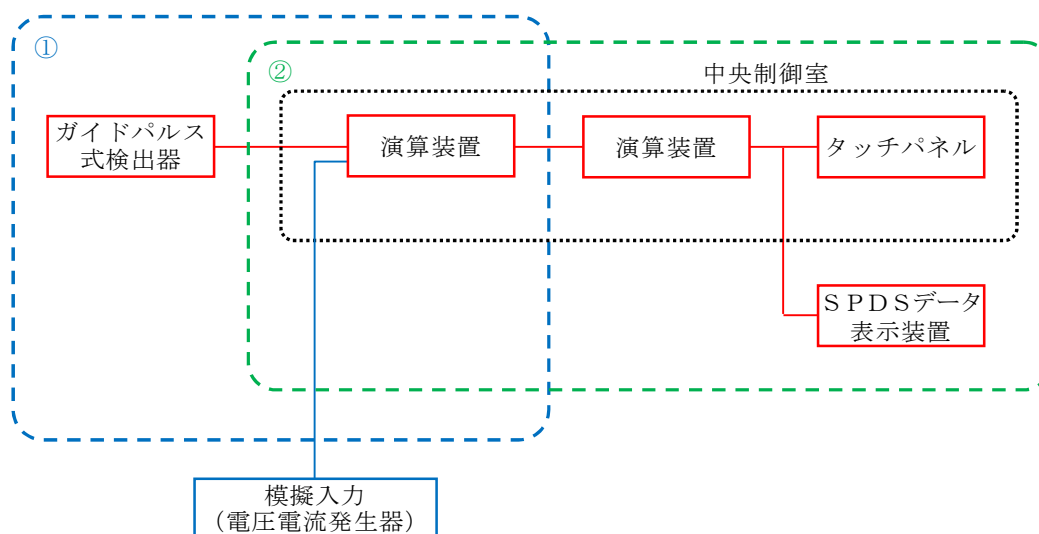 ①
②
中央制御室
ガイドパルス
式検出器
演算装置
演算装置
タッチパネル
ＳＰＤＳデータ
表示装置
模擬入力
（電圧電流発生器）